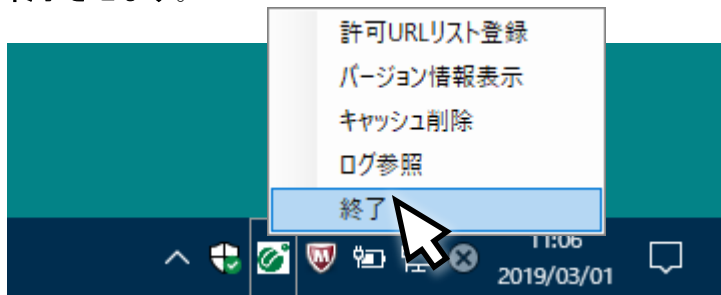 許可URLリスト登録
バージョン情報表示
キャッシュ削除
ログ参照
終了
11:06
2019/03/01